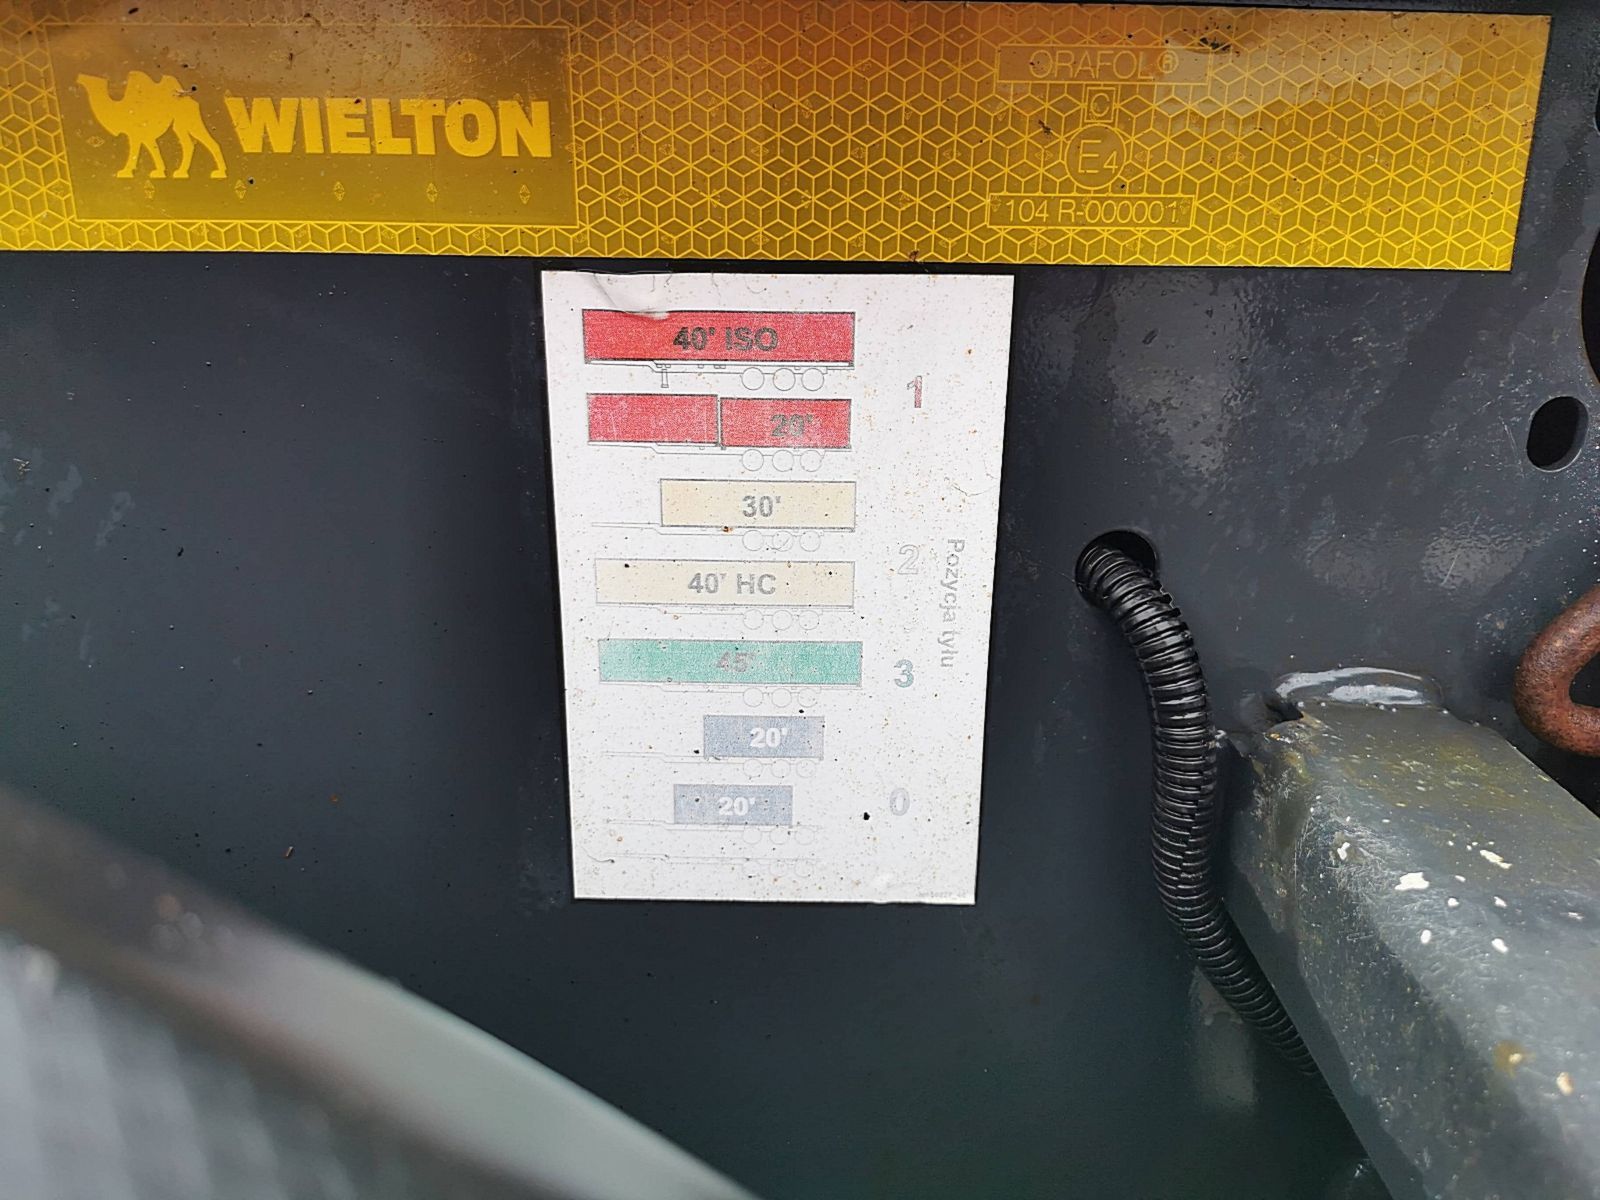 WIELTON
ORAFOL®
C
E4
104 R-000001
40' ISO
1
20'
30'
2
40' HC
Pozycja tyłu
45'
3
20'
20'
0